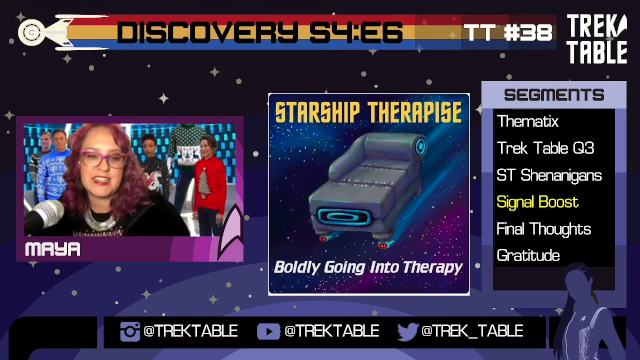 DISCOVERY S4:E6
TT #38
TREK
TABLE
SEGMENTS
Thematix
Trek Table Q3
ST Shenanigans
Signal Boost
Final Thoughts
Gratitude
STARSHIP THERAPISE
Boldly Going Into Therapy
MAYA
@TREKTABLE
@TREKTABLE
@TREK_TABLE